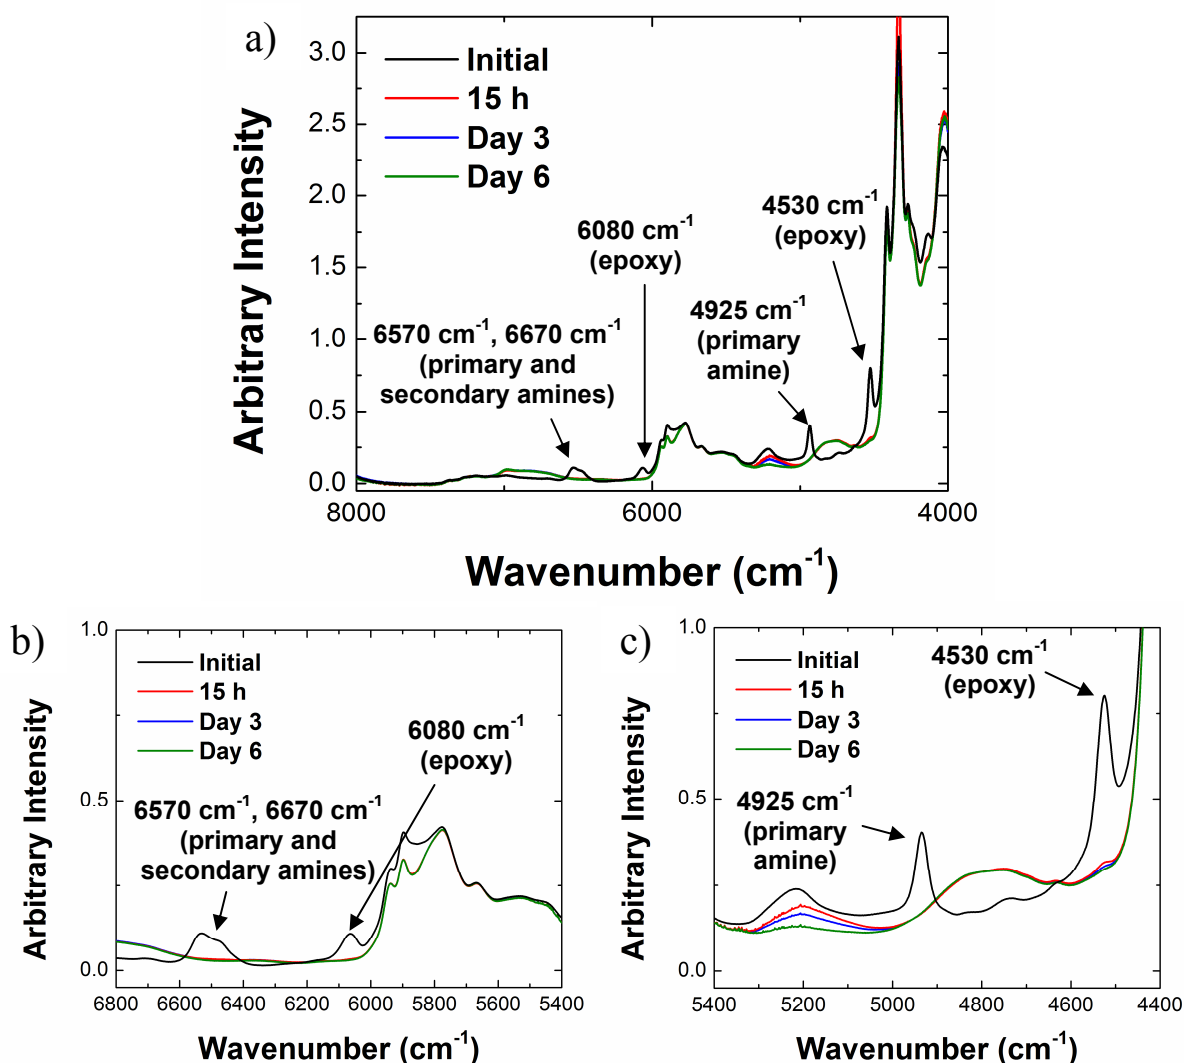 a)
Initial
15 h
Day 3
Day 6
3.0
2.5
2.0
1.5
1.0
0.5
0.0
Arbitrary Intensity
4530 cm⁻¹
(epoxy)
6080 cm⁻¹
(epoxy)
4925 cm⁻¹
(primary
amine)
6570 cm⁻¹, 6670 cm⁻¹
(primary and
secondary amines)
8000
6000
4000
Wavenumber (cm⁻¹)
b)
1.0
0.5
0.0
Arbitrary Intensity
Initial
15 h
Day 3
Day 6
6080 cm⁻¹
(epoxy)
6570 cm⁻¹, 6670 cm⁻¹
(primary and
secondary amines)
6800 6600 6400 6200 6000 5800 5600 5400
Wavenumber (cm⁻¹)
c)
1.0
0.5
0.0
Arbitrary Intensity
Initial
15 h
Day 3
Day 6
4530 cm⁻¹
(epoxy)
4925 cm⁻¹
(primary
amine)
5400 5200 5000 4800 4600 4400
Wavenumber (cm⁻¹)